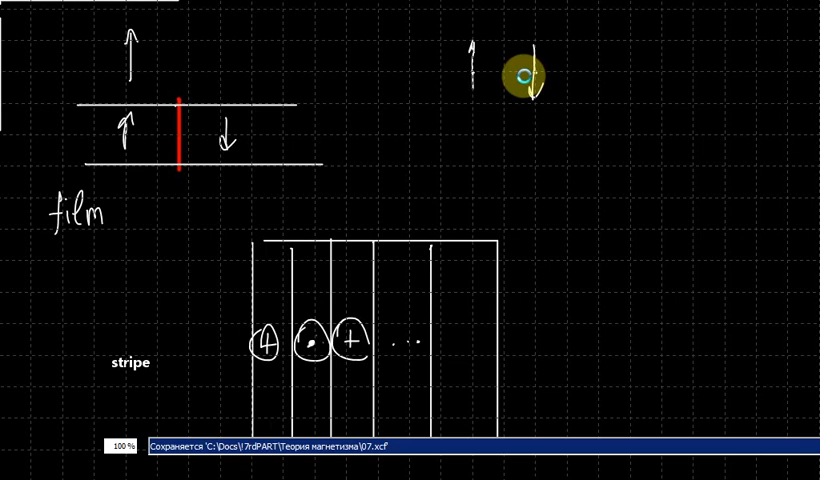 film
+ • + ...
stripe
100 %
Сохраняется 'C:\Docs\!7rdPART\Теория магнетизма\07.xcf'